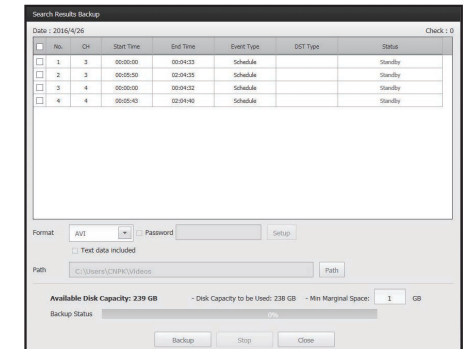 Search Results Backup
Date : 2016/4/26 Check : 0
No. CH Start Time End Time Event Type DST Type Status
1 3 00:00:00 00:04:33 Schedule Standby
2 3 00:05:50 02:04:35 Schedule Standby
3 4 00:00:00 00:04:32 Schedule Standby
4 4 00:05:43 02:04:40 Schedule Standby
Format AVI Password Setup
Text data included
Path C:\Users\CNPK\Videos Path
Available Disk Capacity: 239 GB - Disk Capacity to be Used: 238 GB - Min Marginal Space: 1 GB
Backup Status 0%
Backup Stop Close